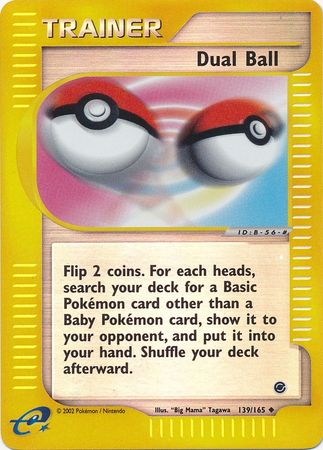 TRAINER
Dual Ball
ID:B-56-#
Flip 2 coins. For each heads,
search your deck for a Basic
Pokémon card other than a
Baby Pokémon card, show it to
your opponent, and put it into
your hand. Shuffle your deck
afterward.
e
© 2002 Pokémon / Nintendo Illus. "Big Mama" Tagawa 139/165 ◆